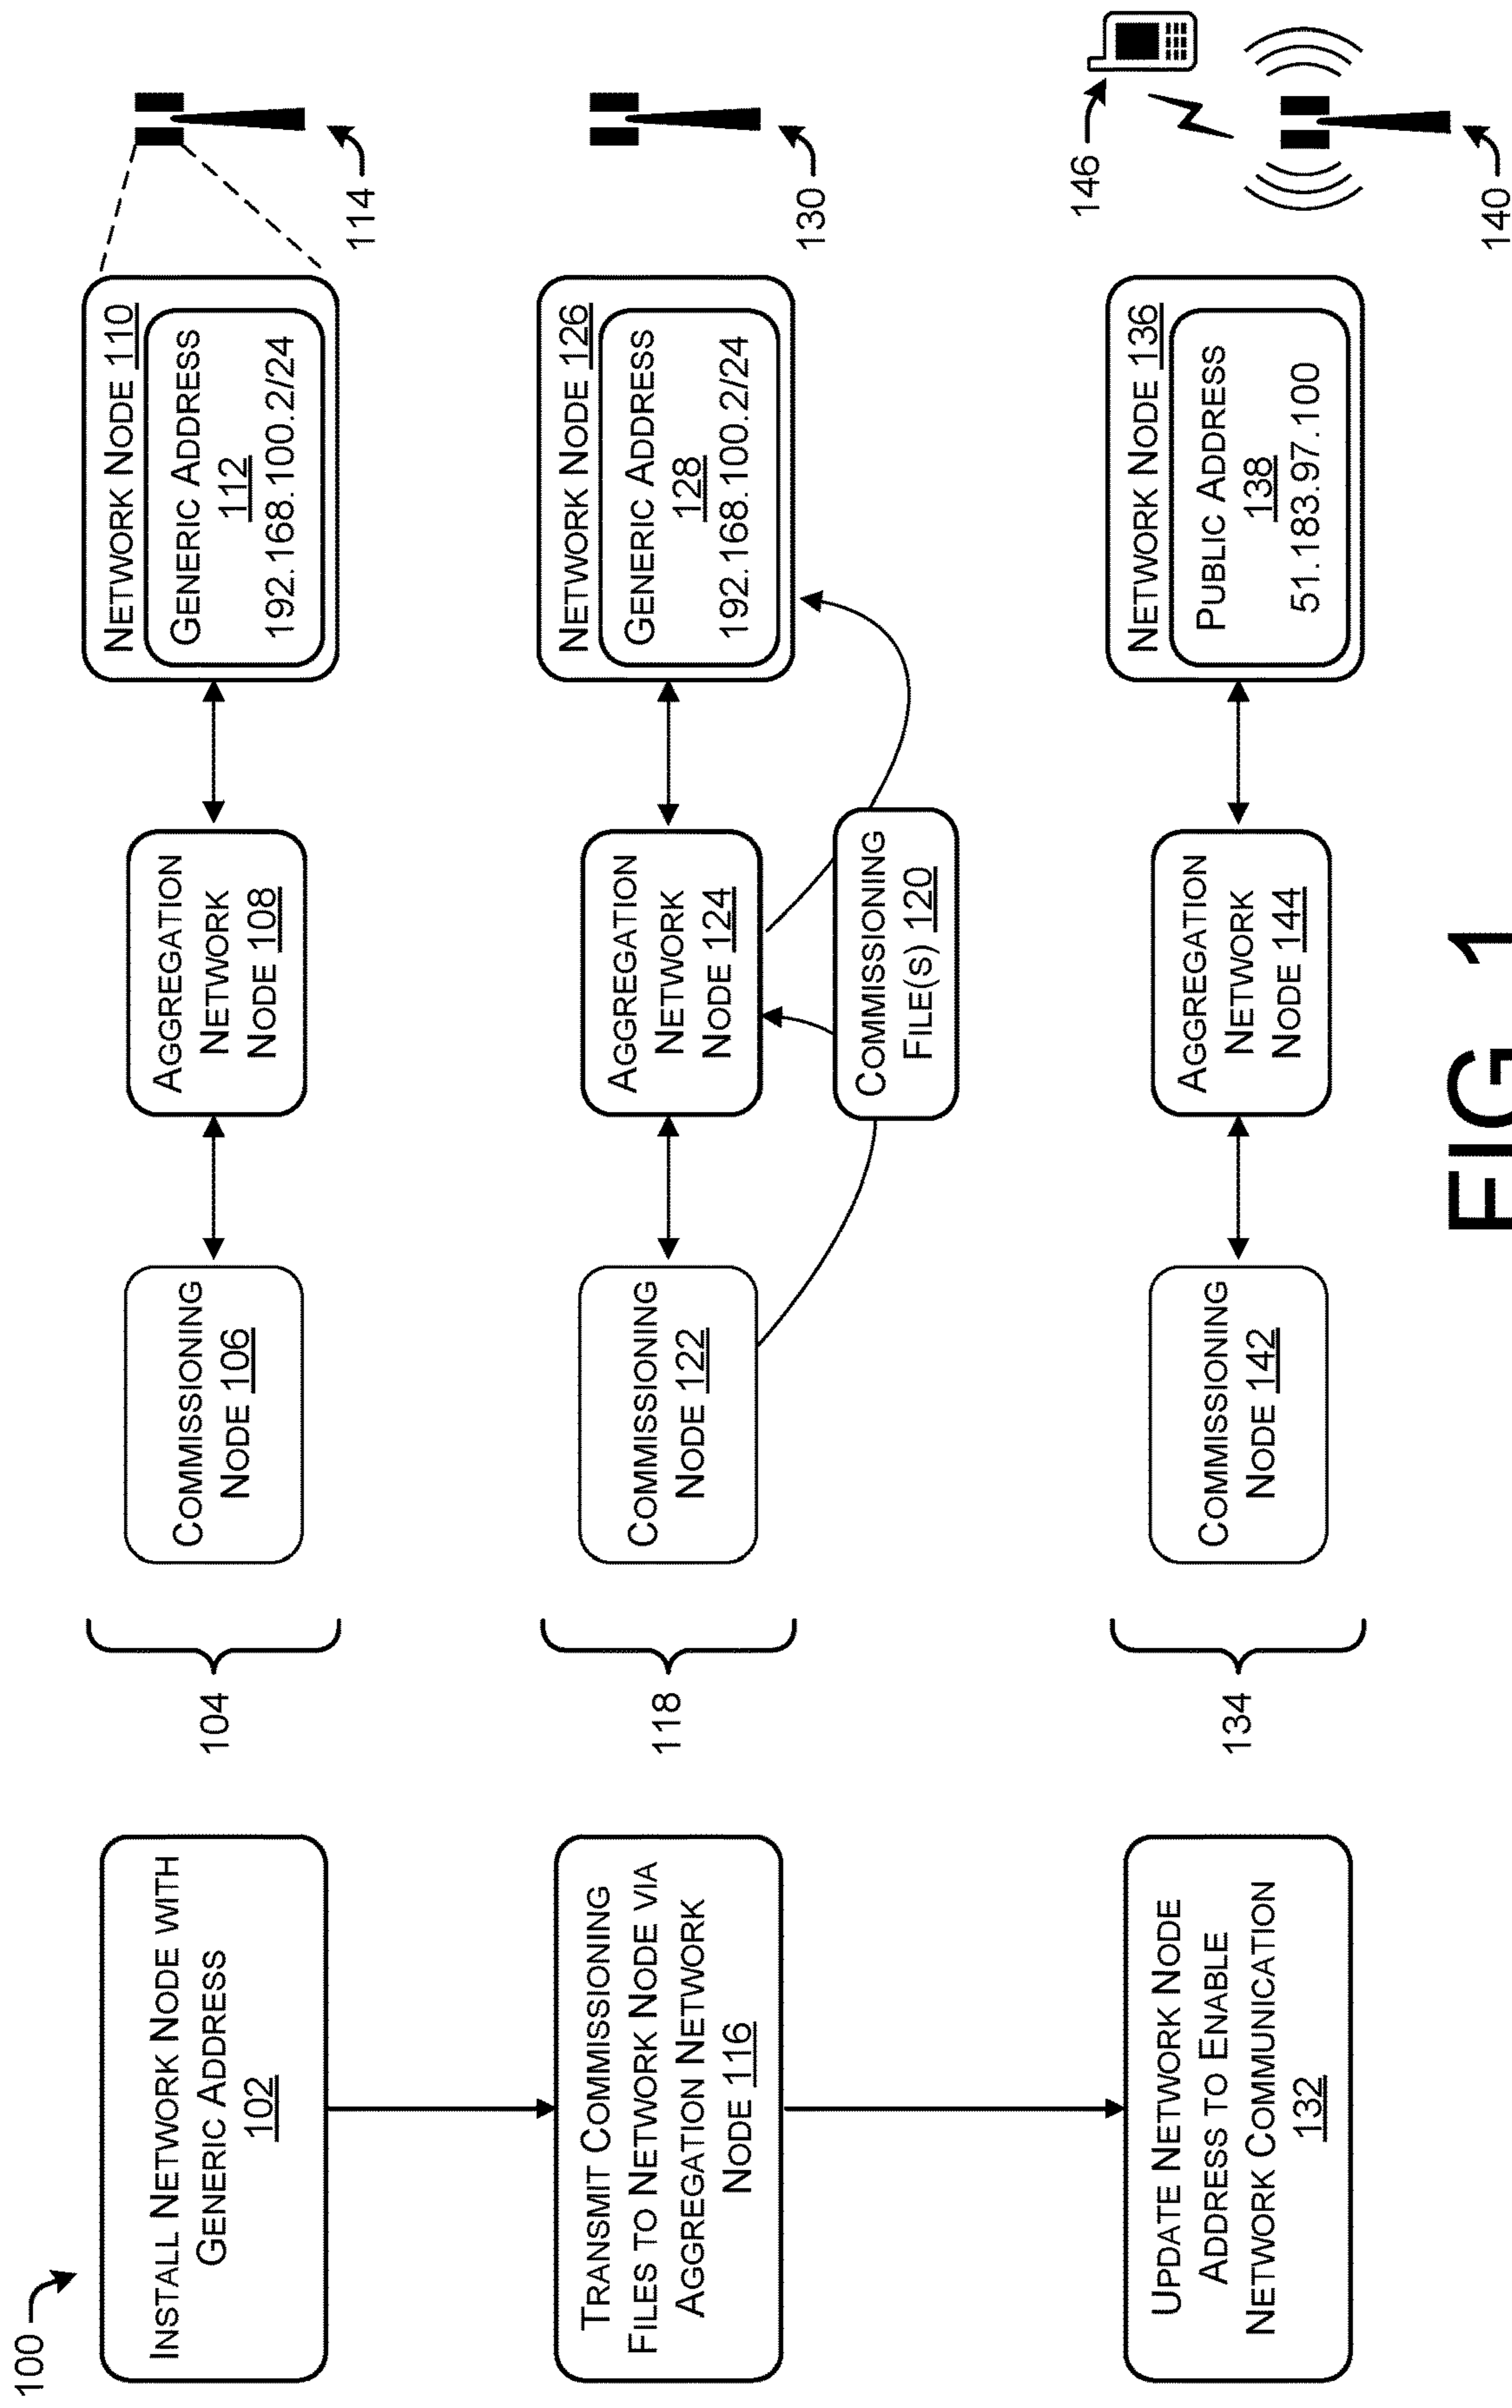 100
INSTALL NETWORK NODE WITH
GENERIC ADDRESS
102
104
COMMISSIONING
NODE 106
AGGREGATION
NETWORK
NODE 108
NETWORK NODE 110
GENERIC ADDRESS
112
192.168.100.2/24
114
TRANSMIT COMMISSIONING
FILES TO NETWORK NODE VIA
AGGREGATION NETWORK
NODE 116
118
COMMISSIONING
NODE 122
AGGREGATION
NETWORK
NODE 124
COMMISSIONING
FILE(S) 120
NETWORK NODE 126
GENERIC ADDRESS
128
192.168.100.2/24
130
UPDATE NETWORK NODE
ADDRESS TO ENABLE
NETWORK COMMUNICATION
132
134
COMMISSIONING
NODE 142
AGGREGATION
NETWORK
NODE 144
NETWORK NODE 136
PUBLIC ADDRESS
138
51.183.97.100
146
140
FIG. 1